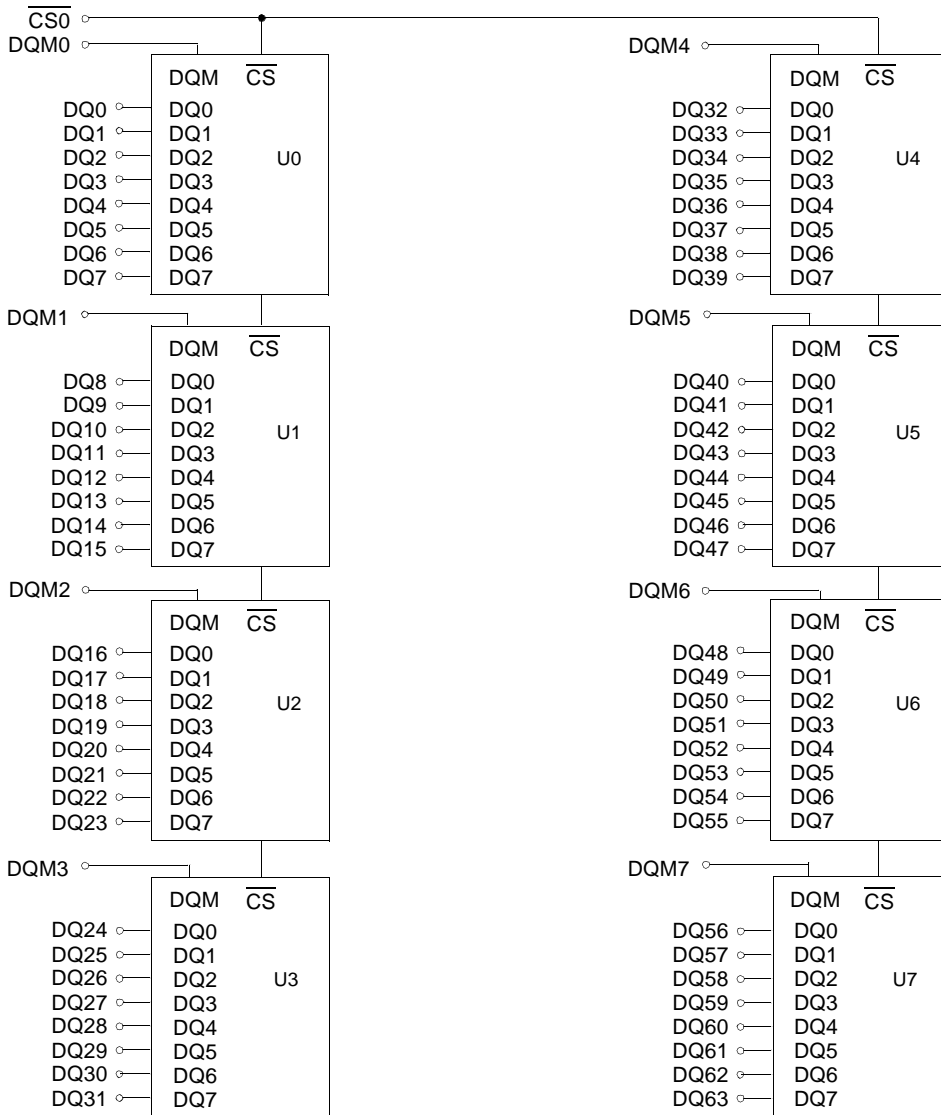 CS0
DQM0
DQM CS
DQ0 DQ0
DQ1 DQ1
DQ2 DQ2 U0
DQ3 DQ3
DQ4 DQ4
DQ5 DQ5
DQ6 DQ6
DQ7 DQ7
DQM1
DQM CS
DQ8 DQ0
DQ9 DQ1
DQ10 DQ2 U1
DQ11 DQ3
DQ12 DQ4
DQ13 DQ5
DQ14 DQ6
DQ15 DQ7
DQM2
DQM CS
DQ16 DQ0
DQ17 DQ1
DQ18 DQ2 U2
DQ19 DQ3
DQ20 DQ4
DQ21 DQ5
DQ22 DQ6
DQ23 DQ7
DQM3
DQM CS
DQ24 DQ0
DQ25 DQ1
DQ26 DQ2 U3
DQ27 DQ3
DQ28 DQ4
DQ29 DQ5
DQ30 DQ6
DQ31 DQ7
DQM4
DQM CS
DQ32 DQ0
DQ33 DQ1
DQ34 DQ2 U4
DQ35 DQ3
DQ36 DQ4
DQ37 DQ5
DQ38 DQ6
DQ39 DQ7
DQM5
DQM CS
DQ40 DQ0
DQ41 DQ1
DQ42 DQ2 U5
DQ43 DQ3
DQ44 DQ4
DQ45 DQ5
DQ46 DQ6
DQ47 DQ7
DQM6
DQM CS
DQ48 DQ0
DQ49 DQ1
DQ50 DQ2 U6
DQ51 DQ3
DQ52 DQ4
DQ53 DQ5
DQ54 DQ6
DQ55 DQ7
DQM7
DQM CS
DQ56 DQ0
DQ57 DQ1
DQ58 DQ2 U7
DQ59 DQ3
DQ60 DQ4
DQ61 DQ5
DQ62 DQ6
DQ63 DQ7